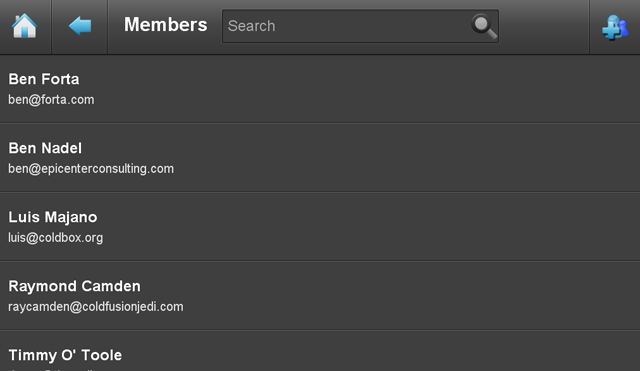 Members
Search
Ben Forta
ben@forta.com
Ben Nadel
ben@epicenterconsulting.com
Luis Majano
luis@coldbox.org
Raymond Camden
raycamden@coldfusionjedi.com
Timmy O' Toole